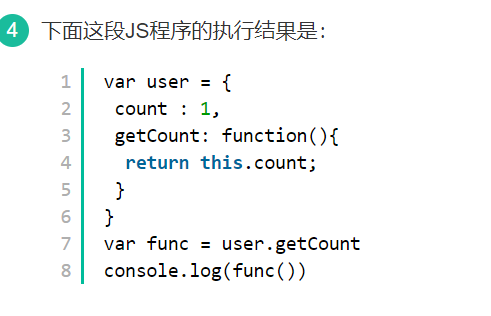 4 下面这段JS程序的执行结果是：
1 var user = {
2  count : 1,
3  getCount: function(){
4   return this.count;
5  }
6 }
7 var func = user.getCount
8 console.log(func())